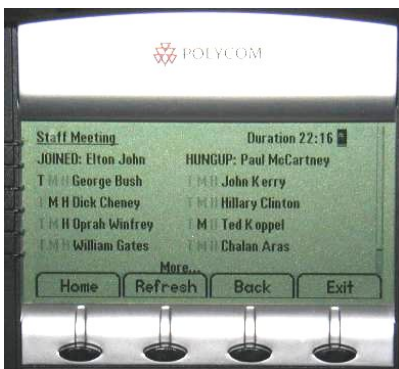 POLYCOM
Staff Meeting Duration 22:16
JOINED: Elton John HUNGUP: Paul McCartney
T M H George Bush T M H John Kerry
T M H Dick Cheney T M H Hillary Clinton
T M H Oprah Winfrey T M H Ted Koppel
T M H William Gates T M H Chalan Aras
More...
Home Refresh Back Exit